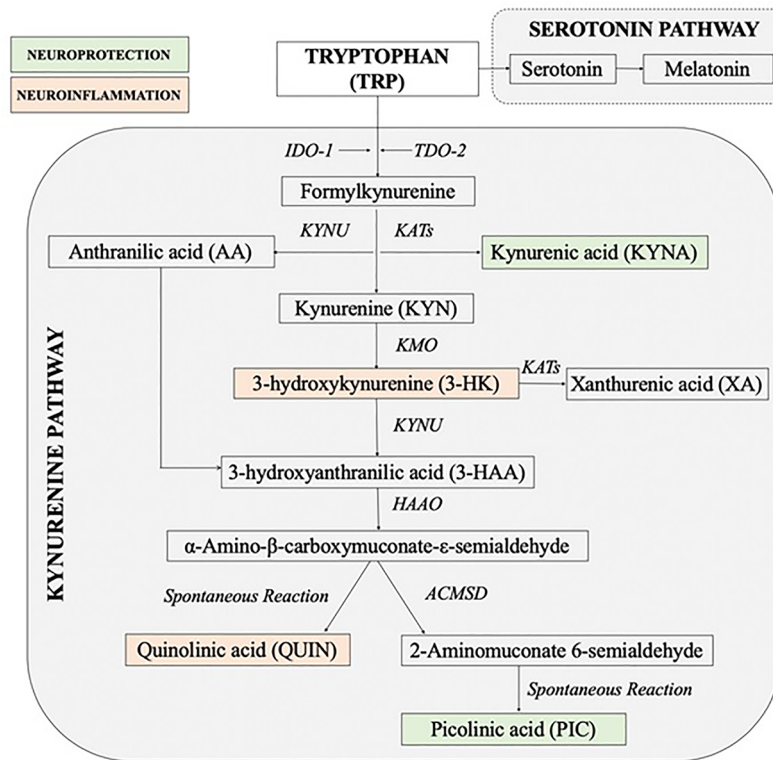 NEUROPROTECTION
NEUROINFLAMMATION
TRYPTOPHAN
(TRP)
SEROTONIN PATHWAY
Serotonin
Melatonin
IDO-1
TDO-2
Formylkynurenine
KYNU
KATs
Anthranilic acid (AA)
Kynurenic acid (KYNA)
Kynurenine (KYN)
KMO
3-hydroxykynurenine (3-HK)
KATs
Xanthurenic acid (XA)
KYNU
3-hydroxyanthranilic acid (3-HAA)
HAAO
α-Amino-β-carboxymuconate-ε-semialdehyde
Spontaneous Reaction
ACMSD
Quinolinic acid (QUIN)
2-Aminomuconate 6-semialdehyde
Spontaneous Reaction
Picolinic acid (PIC)
KYNURENINE PATHWAY